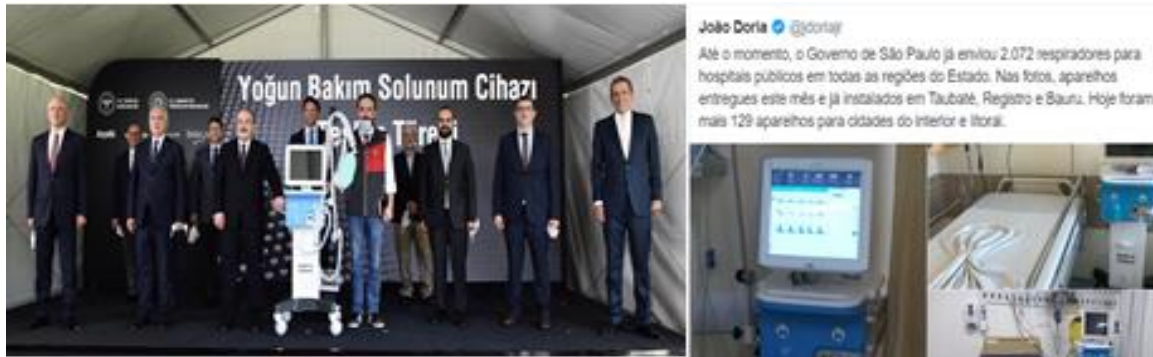 Yoğun Bakım Solunum Cihazı
Töreni
João Doria @jdoriajr
Até o momento, o Governo de São Paulo já enviou 2.072 respiradores para
hospitais públicos em todas as regiões do Estado. Nas fotos, aparelhos
entregues este mês e já instalados em Taubaté, Registro e Bauru. Hoje foram
mais 129 aparelhos para cidades do interior e litoral.